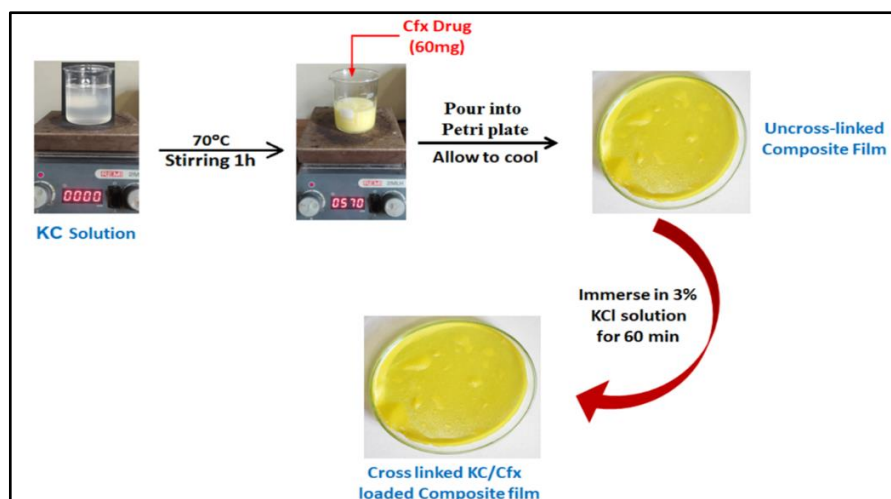 Cfx Drug
(60mg)
70°C
Stirring 1h
Pour into
Petri plate
Allow to cool
Uncross-linked
Composite Film
0000
0570
KC Solution
Immerse in 3%
KCl solution
for 60 min
Cross linked KC/Cfx
loaded Composite film